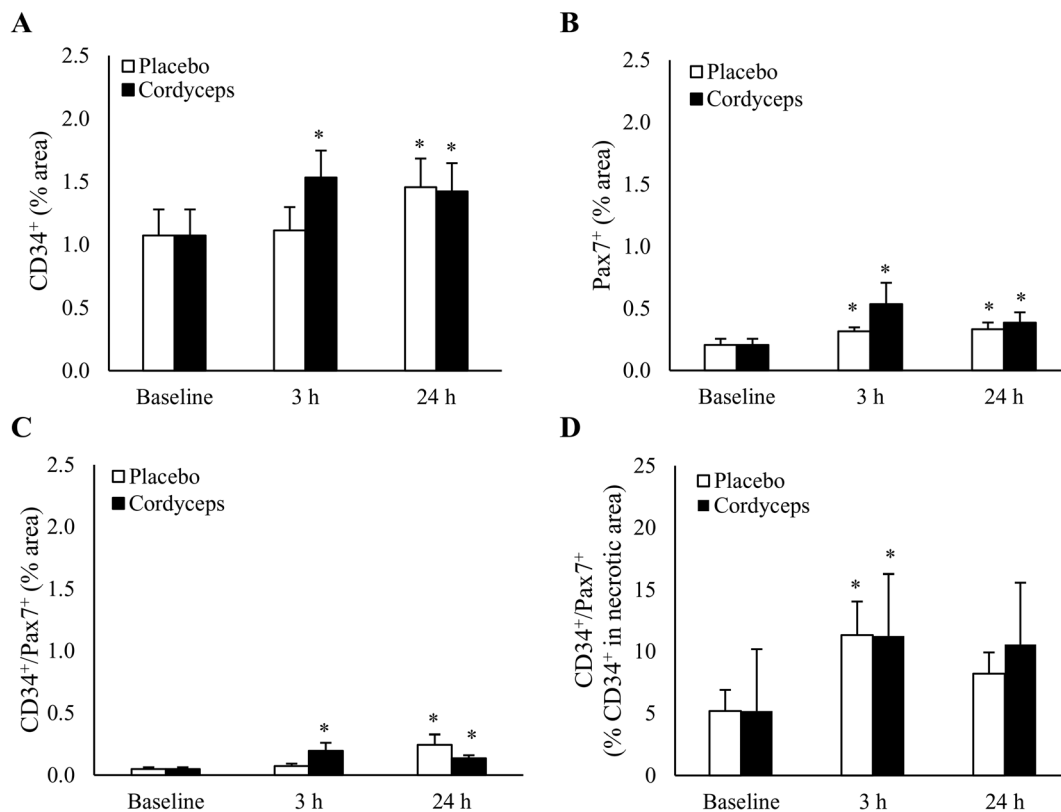 A
CD34⁺ (% area)
2.5
2.0
1.5
1.0
0.5
0.0
Placebo
Cordyceps
*
* *
Baseline 3 h 24 h
B
Pax7⁺ (% area)
2.5
2.0
1.5
1.0
0.5
0.0
Placebo
Cordyceps
* *
* *
Baseline 3 h 24 h
C
CD34⁺/Pax7⁺ (% area)
2.5
2.0
1.5
1.0
0.5
0.0
Placebo
Cordyceps
*
* *
Baseline 3 h 24 h
D
CD34⁺/Pax7⁺
(% CD34⁺ in necrotic area)
25
20
15
10
5
0
Placebo
Cordyceps
* *
Baseline 3 h 24 h